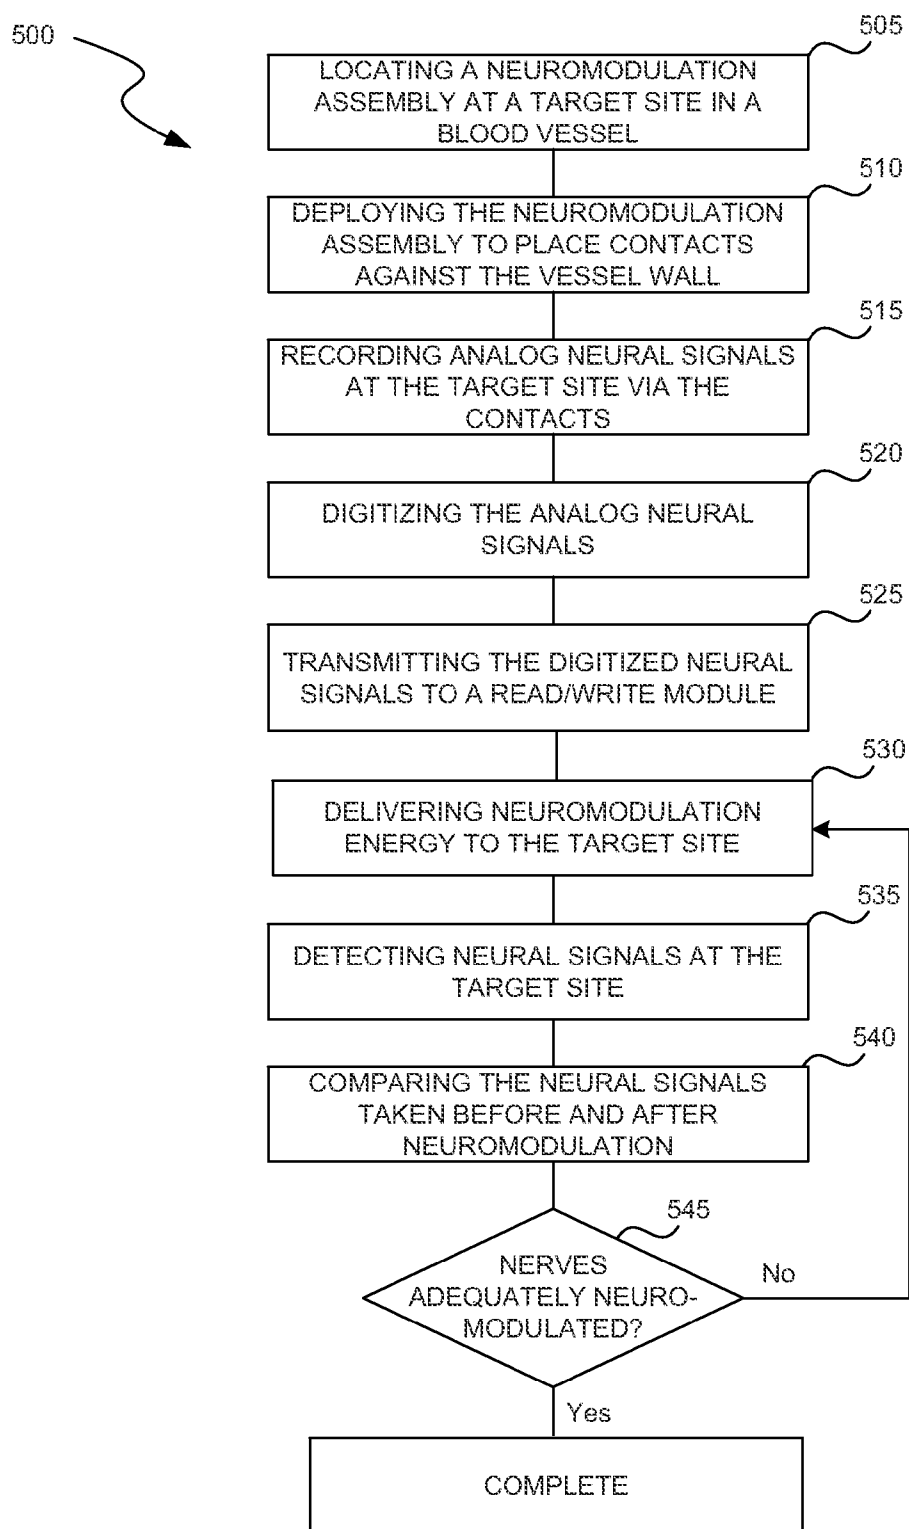 500
505
LOCATING A NEUROMODULATION
ASSEMBLY AT A TARGET SITE IN A
BLOOD VESSEL
510
DEPLOYING THE NEUROMODULATION
ASSEMBLY TO PLACE CONTACTS
AGAINST THE VESSEL WALL
515
RECORDING ANALOG NEURAL SIGNALS
AT THE TARGET SITE VIA THE
CONTACTS
520
DIGITIZING THE ANALOG NEURAL
SIGNALS
525
TRANSMITTING THE DIGITIZED NEURAL
SIGNALS TO A READ/WRITE MODULE
530
DELIVERING NEUROMODULATION
ENERGY TO THE TARGET SITE
535
DETECTING NEURAL SIGNALS AT THE
TARGET SITE
540
COMPARING THE NEURAL SIGNALS
TAKEN BEFORE AND AFTER
NEUROMODULATION
545
NERVES
ADEQUATELY NEURO-
MODULATED?
No
Yes
COMPLETE